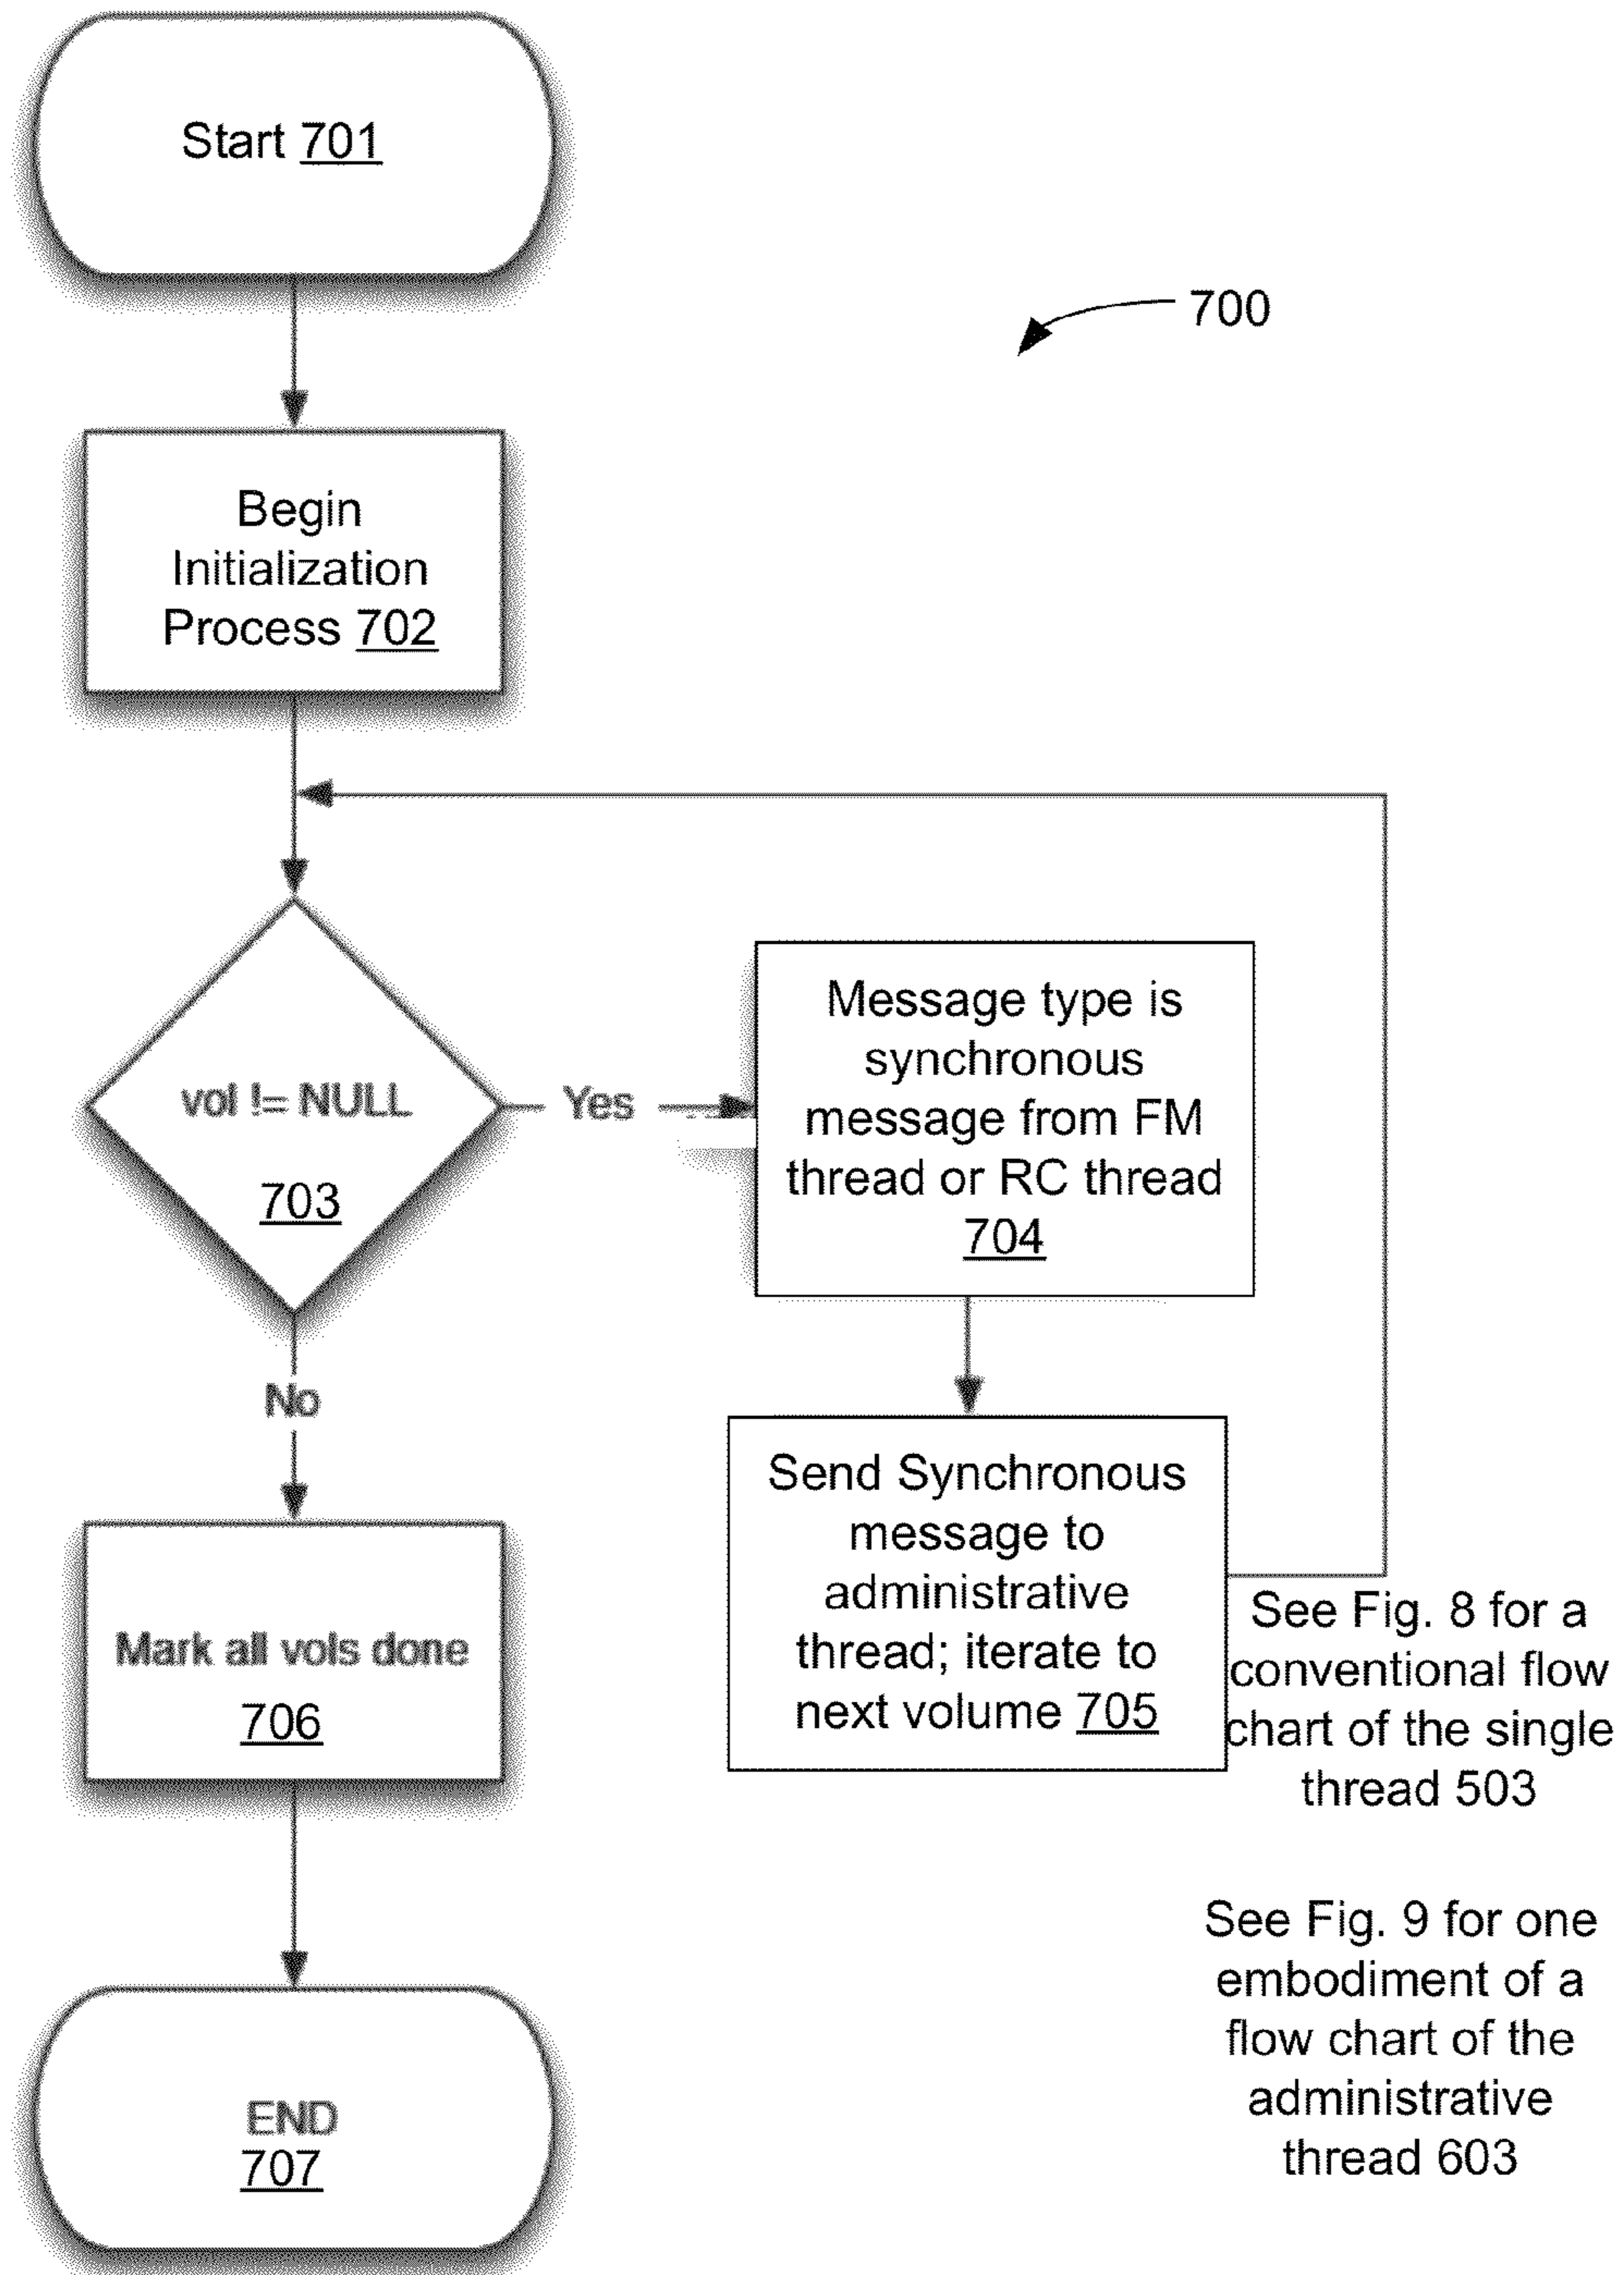 Start 701
700
Begin
Initialization
Process 702
vol != NULL
703
Yes
Message type is
synchronous
message from FM
thread or RC thread
704
No
Send Synchronous
message to
administrative
thread; iterate to
next volume 705
Mark all vols done
706
See Fig. 8 for a
conventional flow
chart of the single
thread 503
See Fig. 9 for one
embodiment of a
flow chart of the
administrative
thread 603
END
707